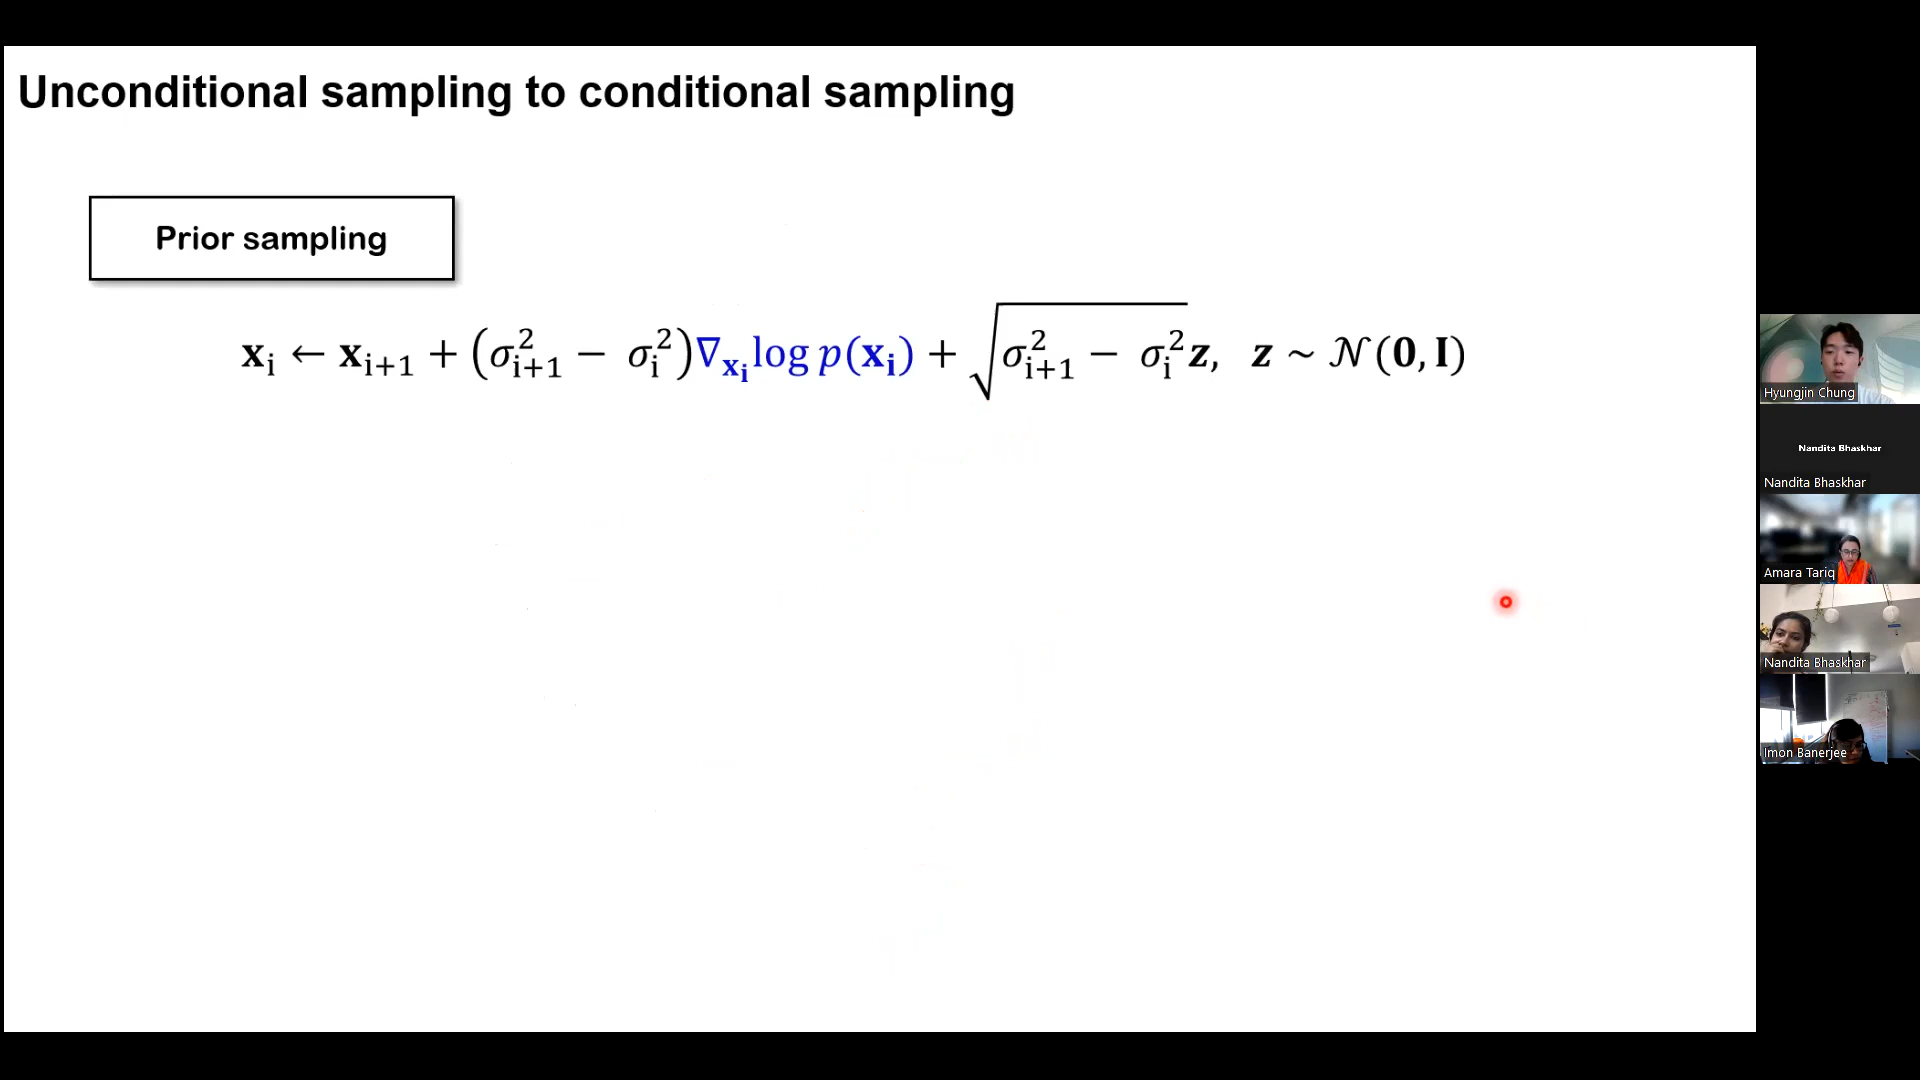 Unconditional sampling to conditional sampling
Prior sampling
𝐱ᵢ ← 𝐱ᵢ₊₁ + (σ²ᵢ₊₁ − σ²ᵢ)∇𝐱ᵢ log p(𝐱ᵢ) + √(σ²ᵢ₊₁ − σ²ᵢ) 𝒛, 𝒛 ~ 𝒩(𝟎, 𝐈)
Hyungjin Chung
Nandita Bhaskhar
Nandita Bhaskhar
Amara Tariq
Nandita Bhaskhar
Imon Banerjee